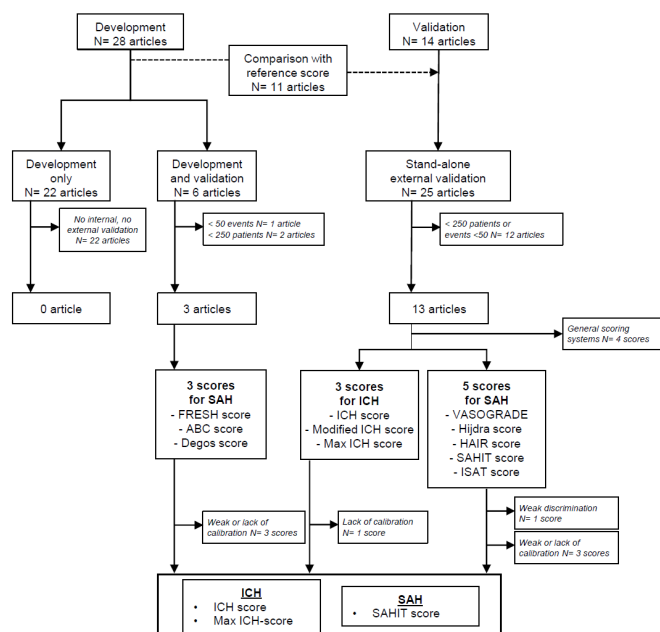 Development
N= 28 articles
Validation
N= 14 articles
Comparison with
reference score
N= 11 articles
Development
only
N= 22 articles
Development
and validation
N= 6 articles
Stand-alone
external validation
N= 25 articles
No internal, no
external validation
N= 22 articles
< 50 events N= 1 article
< 250 patients N= 2 articles
< 250 patients or
events <50 N= 12 articles
0 article
3 articles
13 articles
General scoring
systems N= 4 scores
3 scores
for SAH
- FRESH score
- ABC score
- Degos score
3 scores
for ICH
- ICH score
- Modified ICH score
- Max ICH score
5 scores
for SAH
- VASOGRADE
- Hijdra score
- HAIR score
- SAHIT score
- ISAT score
Weak or lack of
calibration N= 3 scores
Lack of calibration
N= 1 score
Weak discrimination
N= 1 score
Weak or lack of
calibration N= 3 scores
ICH
• ICH score
• Max ICH-score
SAH
• SAHIT score